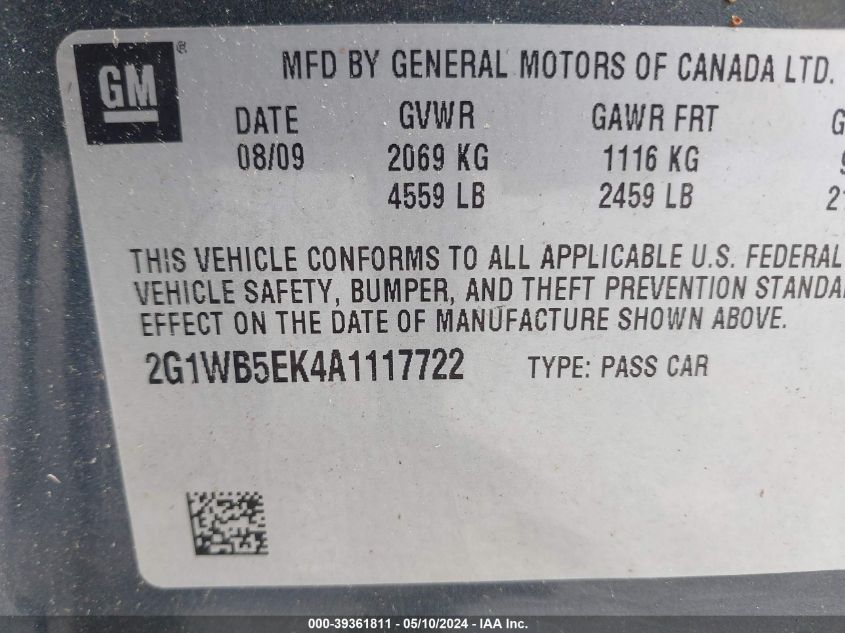 GM ®
MFD BY GENERAL MOTORS OF CANADA LTD.
DATE GVWR GAWR FRT G
08/09 2069 KG 1116 KG
4559 LB 2459 LB 21
THIS VEHICLE CONFORMS TO ALL APPLICABLE U.S. FEDERAL
VEHICLE SAFETY, BUMPER, AND THEFT PREVENTION STANDA
EFFECT ON THE DATE OF MANUFACTURE SHOWN ABOVE.
2G1WB5EK4A1117722 TYPE: PASS CAR
000-39361811 - 05/10/2024 - IAA Inc.